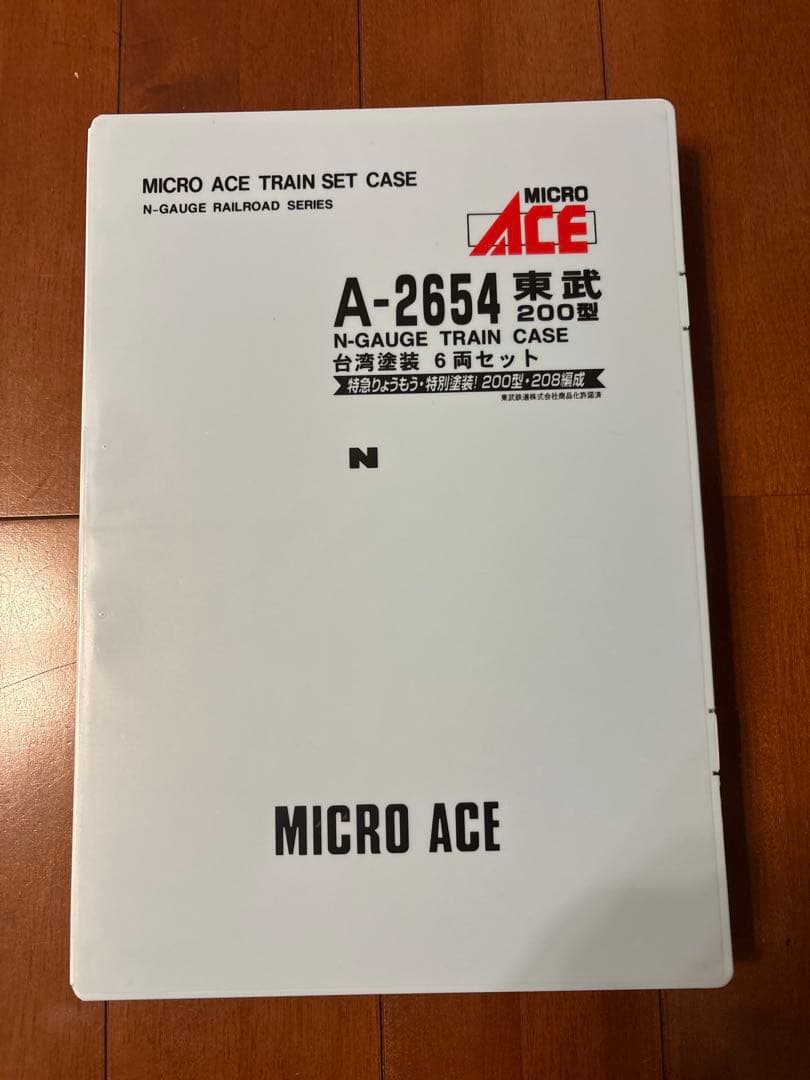 MICRO ACE TRAIN SET CASE
N-GAUGE RAILROAD SERIES
MICRO
ACE
A-2654 東武
200型
N-GAUGE TRAIN CASE
台湾塗装 6両セット
特急りょうもう・特別塗装!200型・208編成
東武鉄道株式会社商品化許諾済
N
MICRO ACE